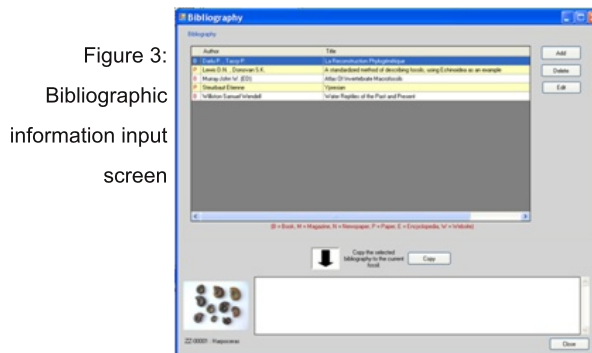 Figure 3:
Bibliographic
information input
screen
Bibliography
Bibliography
Author Title
B Darlu P. , Tassy P. La Reconstruction Phylogénétique
P Lewis D.N. , Donovan S.K. A standardized method of describing fossils, using Echinoidea as an example
B Murray John W. (ED) Atlas Of Invertebrate Macrofossils
P Steurbaut Etienne Ypresian
B Williston Samuel Wendell Water Reptiles of the Past and Present
Add
Delete
Edit
(B = Book, M = Magazine, N = Newspaper, P = Paper, E = Encyclopedia, W = Website)
Copy the selected
bibliography to the current
fossil.
Copy
ZZ-00001 : Harpoceras
Close